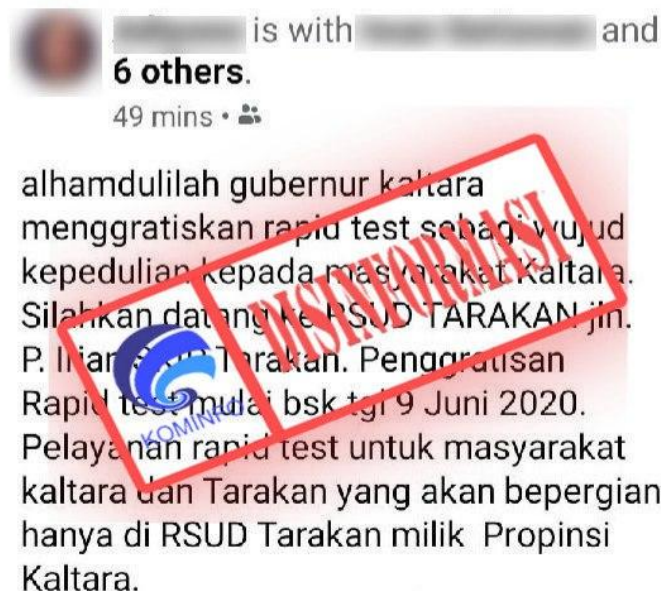 is with and
6 others.
49 mins
alhamdulilah gubernur kaltara
menggratiskan rapid test sebagi wujud
kepedulian kepada masyarakat Kaltara.
Silahkan datang ke RSUD TARAKAN jln.
P. Irian Tarakan. Penggratisan
Rapid test mulai bsk tgl 9 Juni 2020.
Pelayanan rapid test untuk masyarakat
kaltara dan Tarakan yang akan bepergian
hanya di RSUD Tarakan milik Propinsi
Kaltara.
KOMINFO
DISINFORMASI